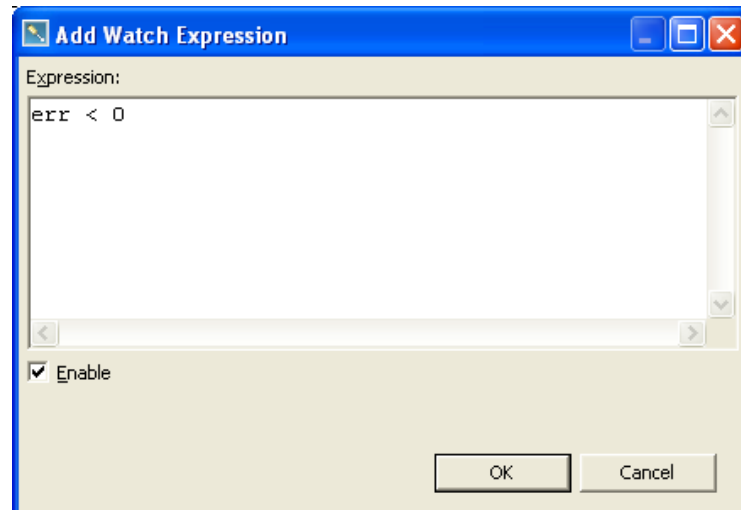 Add Watch Expression
Expression:
err < 0
Enable
OK Cancel